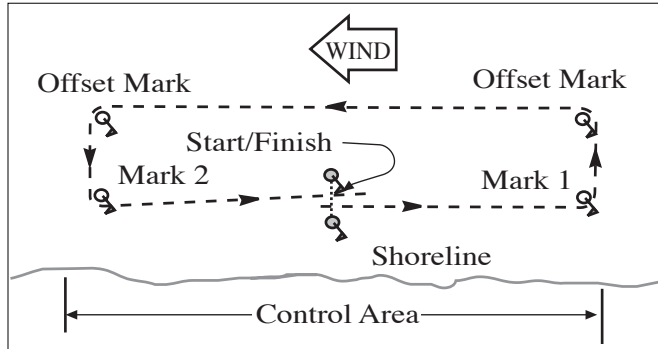 WIND
Offset Mark
Offset Mark
Start/Finish
Mark 2
Mark 1
Shoreline
Control Area